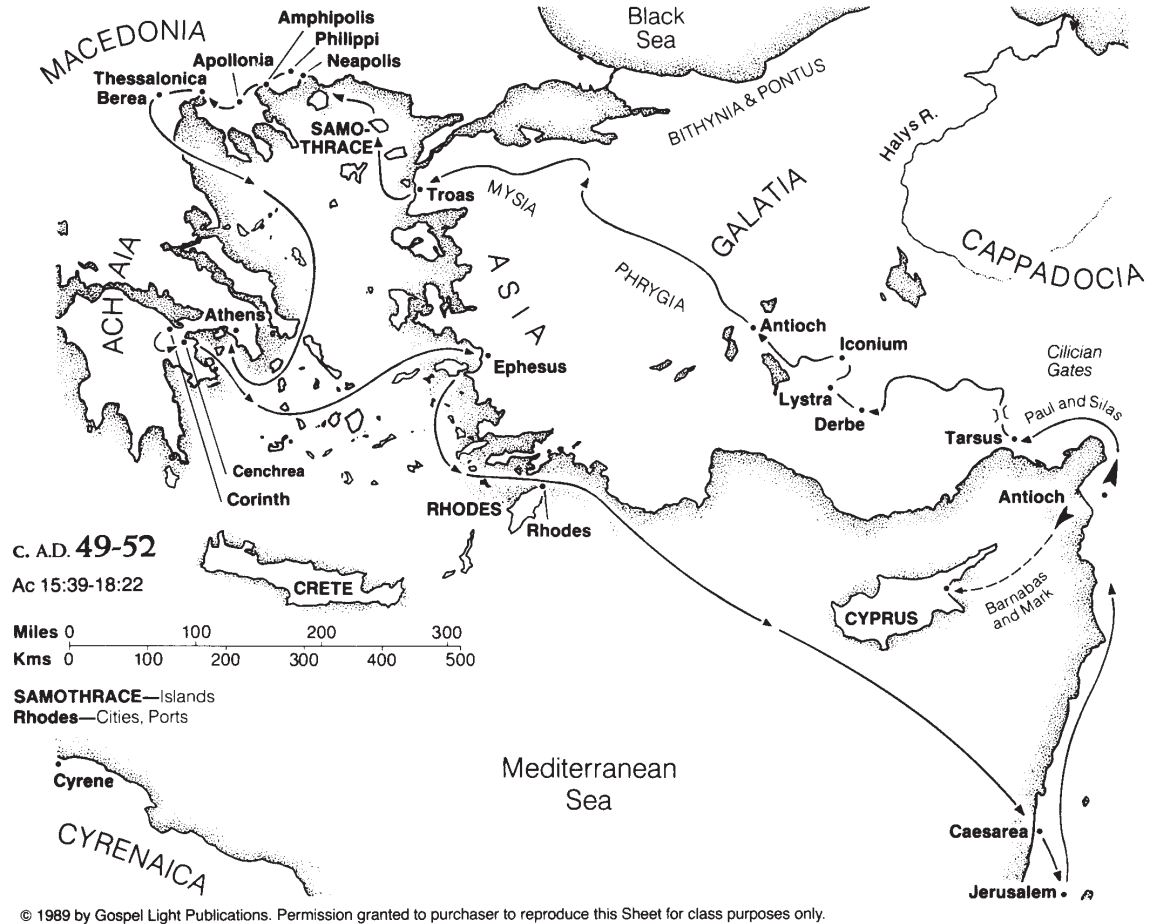 MACEDONIA
Amphipolis
Philippi
Neapolis
Apollonia
Thessalonica
Berea
SAMO-
THRACE
Black
Sea
BITHYNIA & PONTUS
Halys R.
Troas
MYSIA
GALATIA
CAPPADOCIA
ASIA
PHRYGIA
ACHAIA
Athens
Antioch
Iconium
Cilician
Gates
Ephesus
Lystra
Derbe
Paul and Silas
Tarsus
Cenchrea
Corinth
Antioch
RHODES
Rhodes
C. A.D. 49-52
Ac 15:39-18:22
CRETE
CYPRUS
Barnabas
and Mark
Miles 0 100 200 300
Kms 0 100 200 300 400 500
SAMOTHRACE—Islands
Rhodes—Cities, Ports
Cyrene
CYRENAICA
Mediterranean
Sea
Caesarea
Jerusalem
© 1989 by Gospel Light Publications. Permission granted to purchaser to reproduce this Sheet for class purposes only.